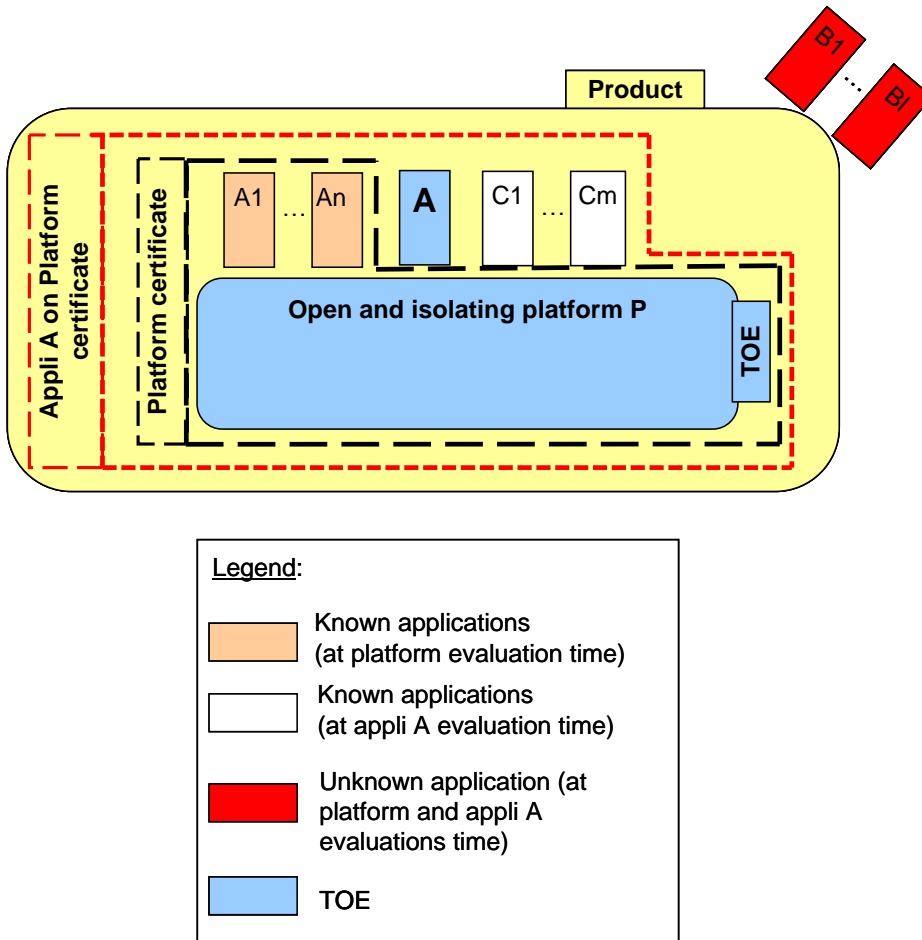 B1
...
BI
Product
Appli A on Platform
certificate
Platform certificate
A1
...
An
A
C1
...
Cm
Open and isolating platform P
TOE
Legend:
Known applications
(at platform evaluation time)
Known applications
(at appli A evaluation time)
Unknown application (at
platform and appli A
evaluations time)
TOE